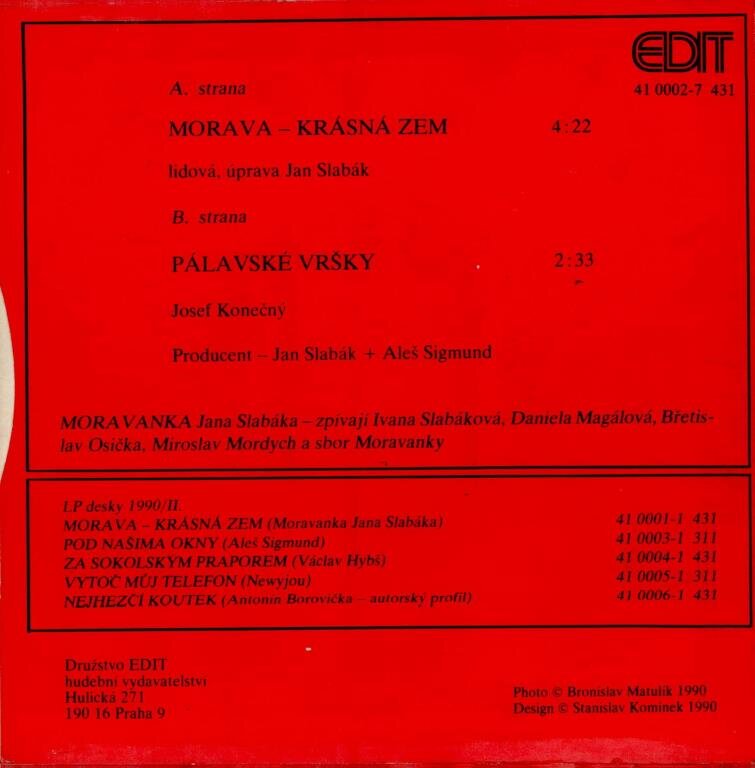 EDIT
41 0002-7 431
A. strana
MORAVA – KRÁSNÁ ZEM 4:22
lidová, úprava Jan Slabák
B. strana
PÁLAVSKÉ VRŠKY 2:33
Josef Konečný
Producent – Jan Slabák + Aleš Sigmund
MORAVANKA Jana Slabáka – zpívají Ivana Slabáková, Daniela Magálová, Břetis-
lav Osička, Miroslav Mordych a sbor Moravanky
LP desky 1990/II.
MORAVA – KRÁSNÁ ZEM (Moravanka Jana Slabáka) 41 0001-1 431
POD NAŠIMA OKNY (Aleš Sigmund) 41 0003-1 311
ZA SOKOLSKÝM PRAPOREM (Václav Hybš) 41 0004-1 431
VYTOČ MŮJ TELEFON (Newyjou) 41 0005-1 311
NEJHEZČÍ KOUTEK (Antonín Borovička – autorský profil) 41 0006-1 431
Družstvo EDIT
hudební vydavatelství
Hulická 271
190 16 Praha 9
Photo © Bronislav Matulík 1990
Design © Stanislav Komínek 1990